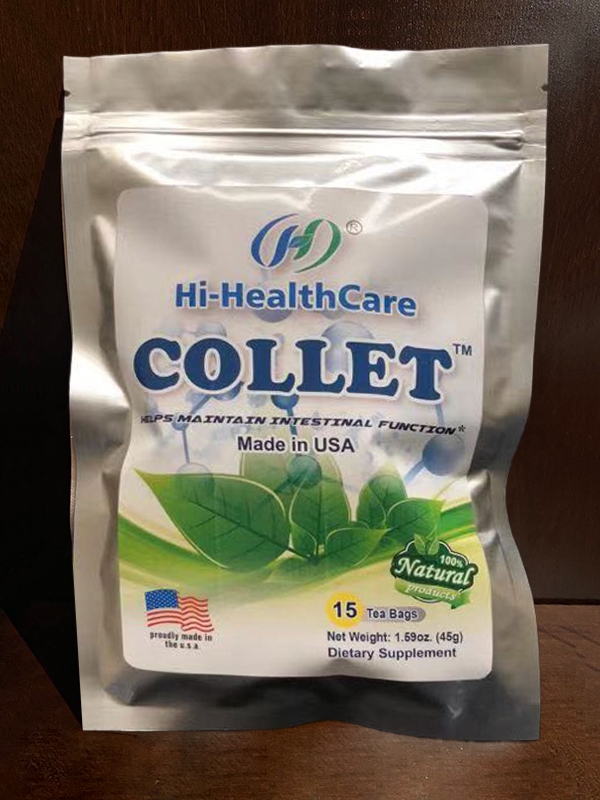 ®
Hi-HealthCare
COLLET™
HELPS MAINTAIN INTESTINAL FUNCTION*
Made in USA
100%
Natural
products
15 Tea Bags
Net Weight: 1.59oz. (45g)
Dietary Supplement
proudly made in
the u.s.a